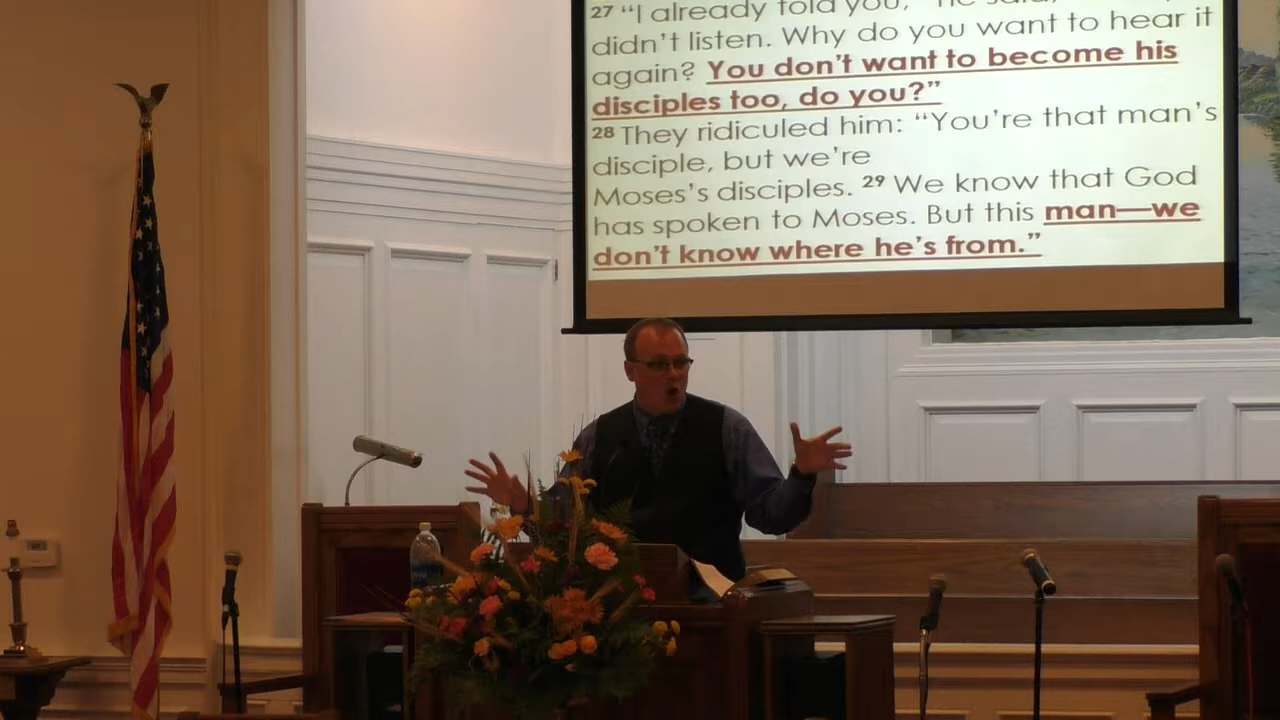 27 “I already told you,” he said,
didn’t listen. Why do you want to hear it
again? You don’t want to become his
disciples too, do you?”
28 They ridiculed him: “You’re that man’s
disciple, but we’re
Moses’s disciples. 29 We know that God
has spoken to Moses. But this man—we
don’t know where he’s from.”